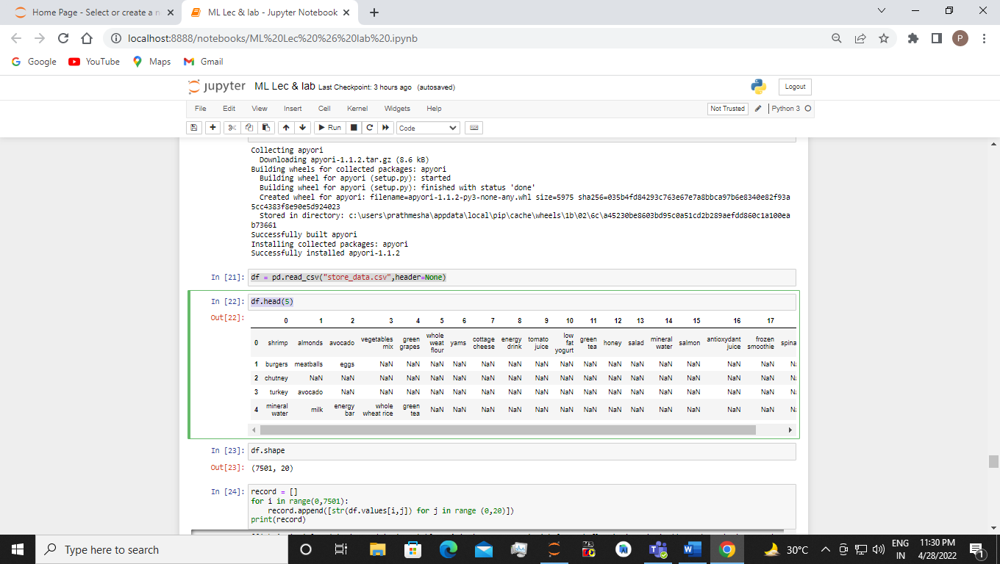 Home Page - Select or create a n
ML Lec & lab - Jupyter Notebook
localhost:8888/notebooks/ML%20Lec%20%26%20lab%20.ipynb
P
Google YouTube Maps Gmail
jupyter ML Lec & lab Last Checkpoint: 3 hours ago (autosaved)
Logout
File Edit View Insert Cell Kernel Widgets Help
Not Trusted Python 3
Run Code
Collecting apyori
Downloading apyori-1.1.2.tar.gz (8.6 kB)
Building wheels for collected packages: apyori
Building wheel for apyori (setup.py): started
Building wheel for apyori (setup.py): finished with status 'done'
Created wheel for apyori: filename=apyori-1.1.2-py3-none-any.whl size=5975 sha256=035b4fd84293c763e67e7a8bbca97b6e8340e82f93a
5cc4383f8e90e5d924023
Stored in directory: c:\users\prathmesha\appdata\local\pip\cache\wheels\1b\02\6c\a45230be8603bd95c0a51cd2b289aefdd860c1a100ea
b73661
Successfully built apyori
Installing collected packages: apyori
Successfully installed apyori-1.1.2
In [21]: df = pd.read_csv("store_data.csv",header=None)
In [22]: df.head(5)
Out[22]:
0 1 2 3 4 5 6 7 8 9 10 11 12 13 14 15 16 17
0 shrimp almonds avocado vegetables mix green grapes whole weat flour yams cottage cheese energy drink tomato juice low fat yogurt green tea honey salad mineral water salmon antioxydant juice frozen smoothie spina
1 burgers meatballs eggs NaN NaN NaN NaN NaN NaN NaN NaN NaN NaN NaN NaN NaN NaN NaN Na
2 chutney NaN NaN NaN NaN NaN NaN NaN NaN NaN NaN NaN NaN NaN NaN NaN NaN NaN Na
3 turkey avocado NaN NaN NaN NaN NaN NaN NaN NaN NaN NaN NaN NaN NaN NaN NaN NaN Na
4 mineral water milk energy bar whole wheat rice green tea NaN NaN NaN NaN NaN NaN NaN NaN NaN NaN NaN NaN NaN Na
In [23]: df.shape
Out[23]: (7501, 20)
In [24]: record = []
for i in range(0,7501):
record.append([str(df.values[i,j]) for j in range (0,20)])
print(record)
Type here to search
30°C
ENG
IN
11:30 PM
4/28/2022
1